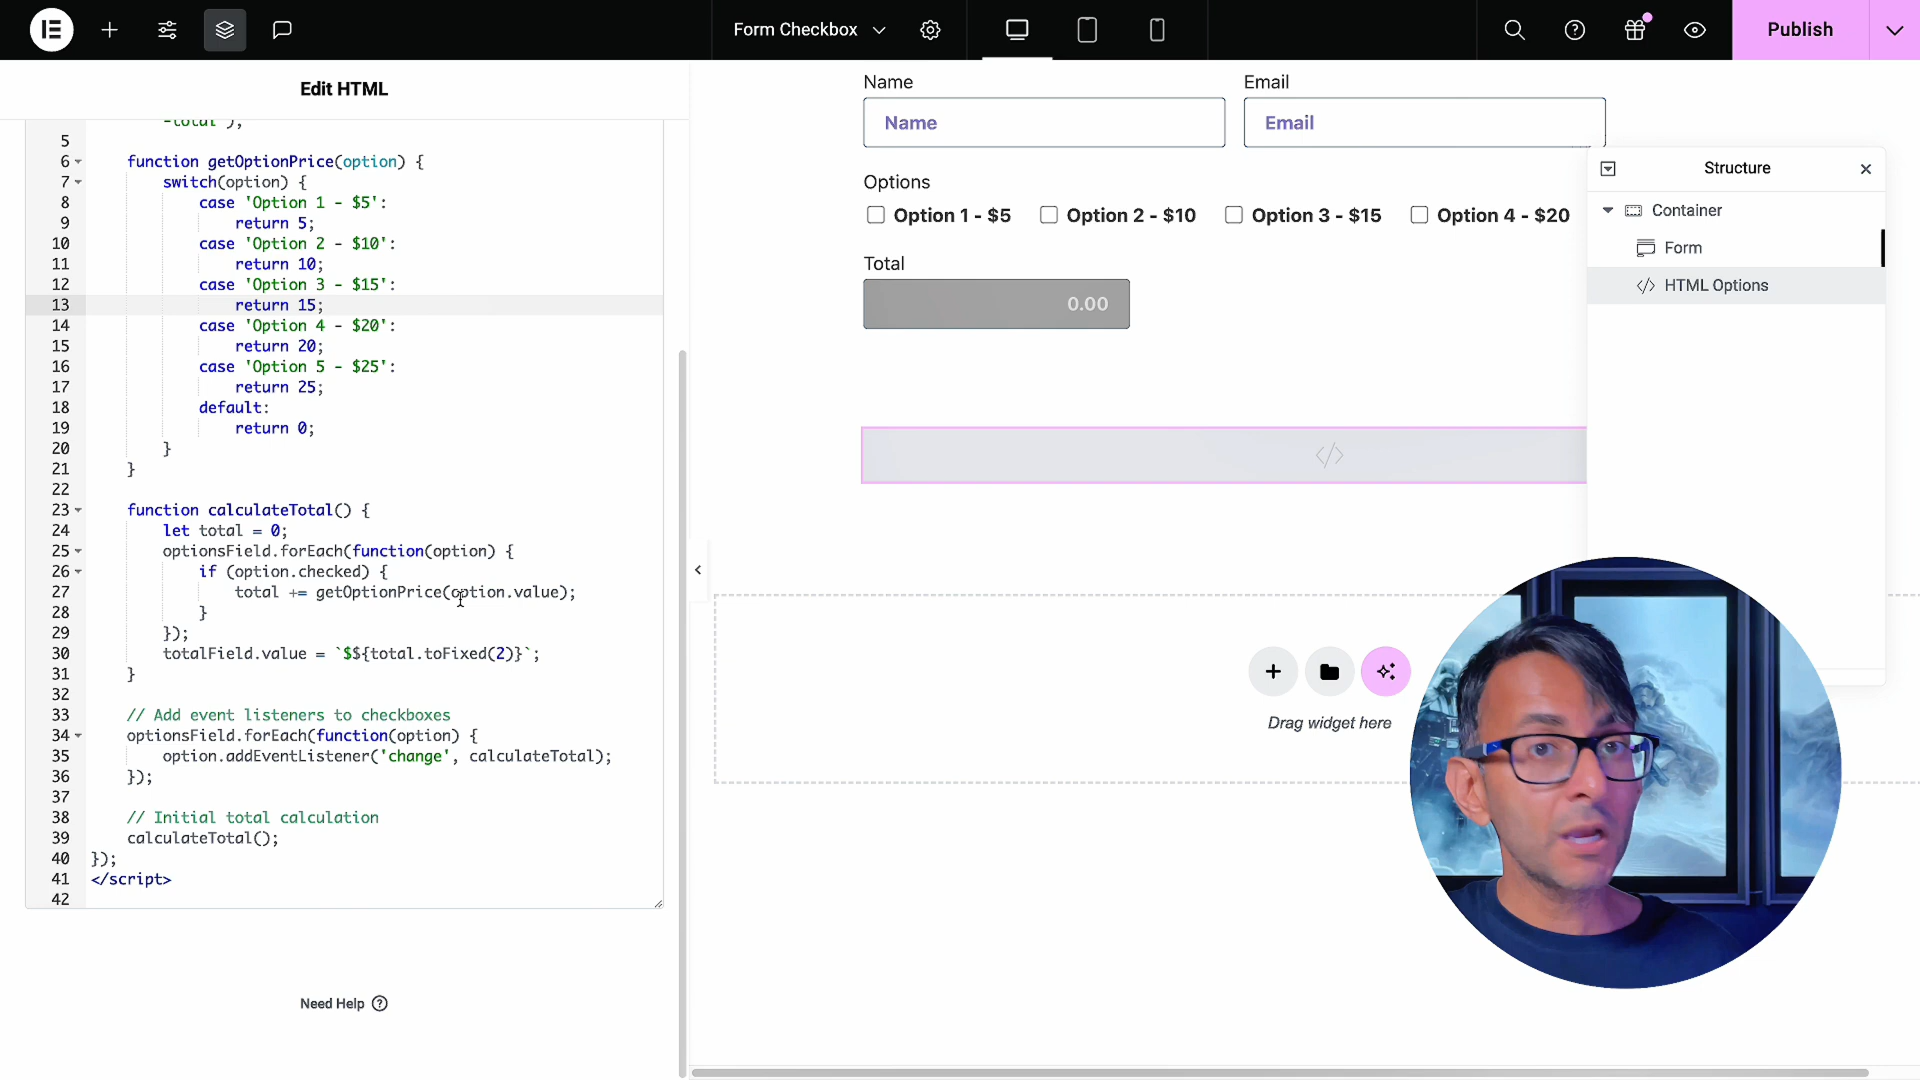 Form Checkbox
Publish
Edit HTML
-total');
5
6 function getOptionPrice(option) {
7 switch(option) {
8 case 'Option 1 - $5':
9 return 5;
10 case 'Option 2 - $10':
11 return 10;
12 case 'Option 3 - $15':
13 return 15;
14 case 'Option 4 - $20':
15 return 20;
16 case 'Option 5 - $25':
17 return 25;
18 default:
19 return 0;
20 }
21 }
22
23 function calculateTotal() {
24 let total = 0;
25 optionsField.forEach(function(option) {
26 if (option.checked) {
27 total += getOptionPrice(option.value);
28 }
29 });
30 totalField.value = `$${total.toFixed(2)}`;
31 }
32
33 // Add event listeners to checkboxes
34 optionsField.forEach(function(option) {
35 option.addEventListener('change', calculateTotal);
36 });
37
38 // Initial total calculation
39 calculateTotal();
40 });
41 </script>
42
Need Help
Name
Email
Name
Email
Options
Option 1 - $5
Option 2 - $10
Option 3 - $15
Option 4 - $20
Total
0.00
Drag widget here
Structure
Container
Form
HTML Options